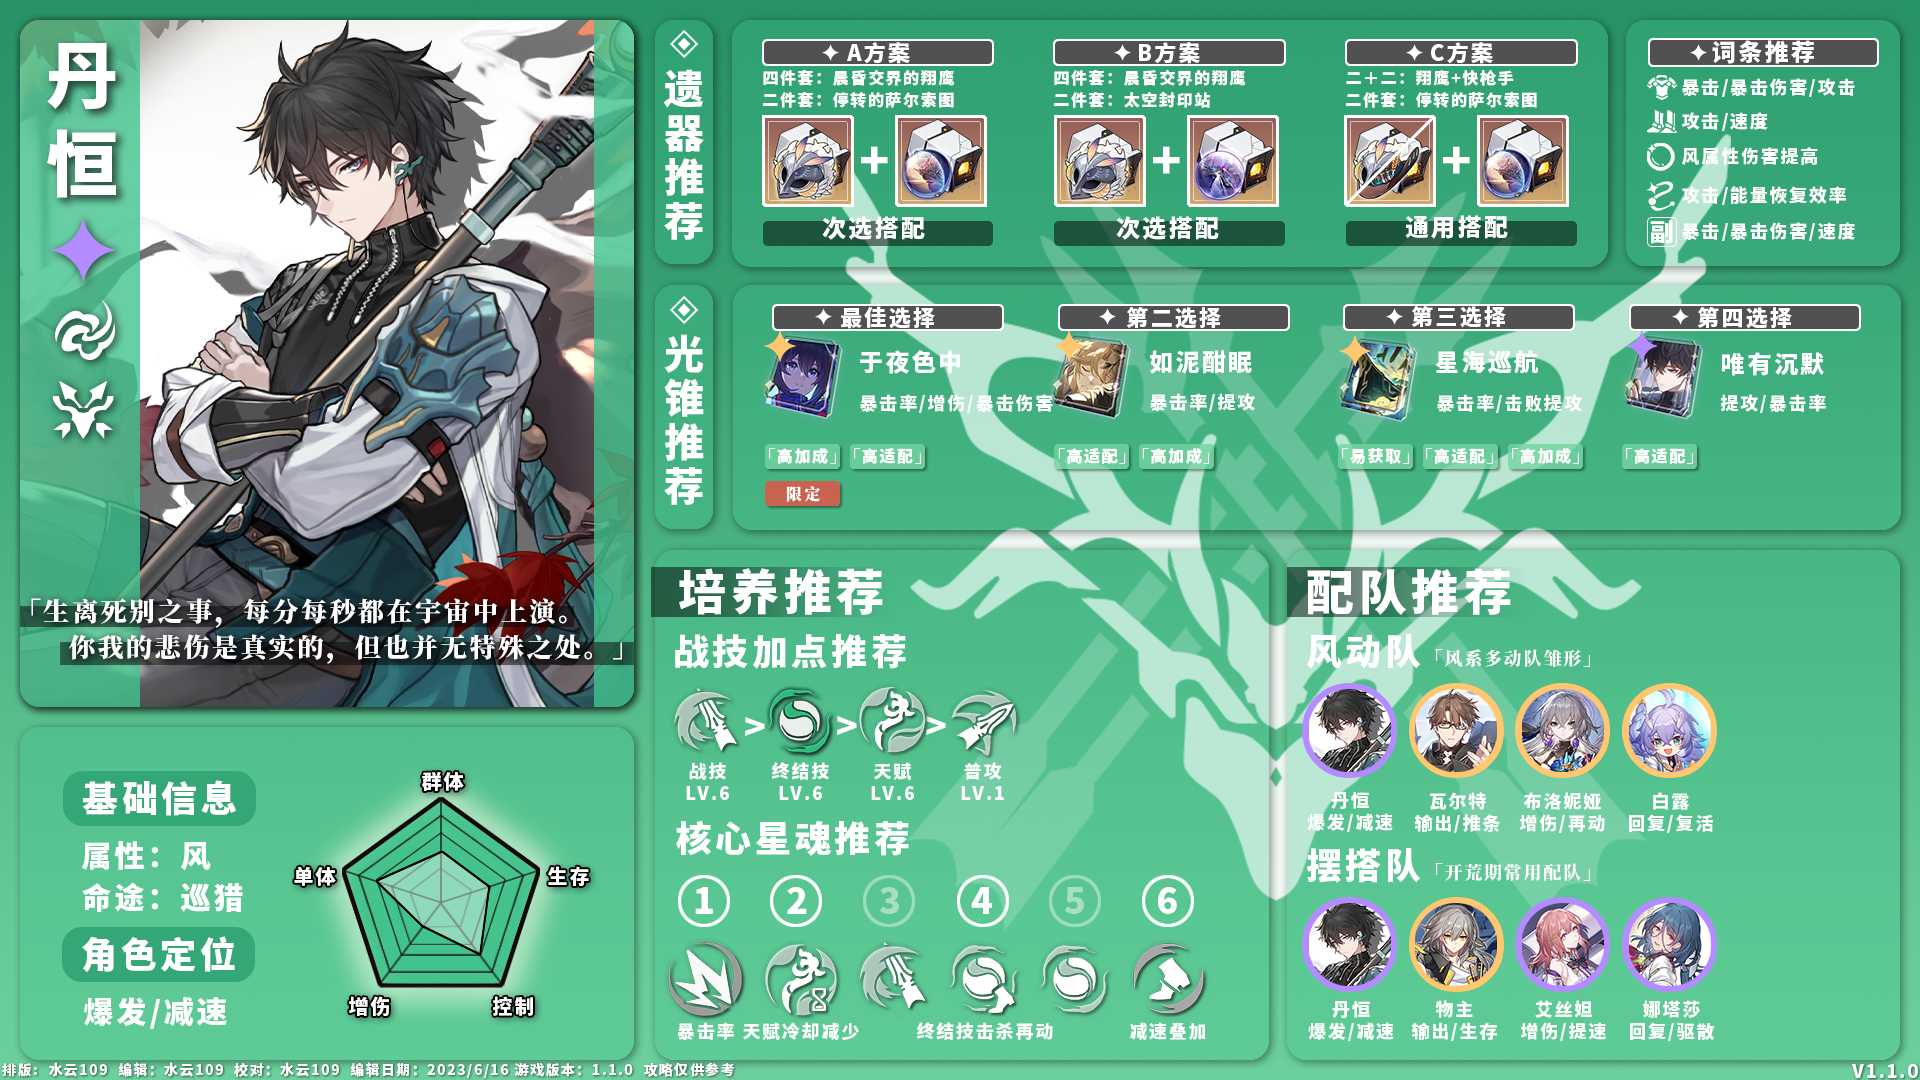 丹恒
「生离死别之事，每分每秒都在宇宙中上演。
你我的悲伤是真实的，但也并无特殊之处。」
基础信息
属性：风
命途：巡猎
角色定位
爆发/减速
群体
单体
生存
增伤
控制
遗器推荐
✦A方案
四件套：晨昏交界的翔鹰
二件套：停转的萨尔索图
次选搭配
✦B方案
四件套：晨昏交界的翔鹰
二件套：太空封印站
次选搭配
✦C方案
二＋二：翔鹰+快枪手
二件套：停转的萨尔索图
通用搭配
✦词条推荐
暴击/暴击伤害/攻击
攻击/速度
风属性伤害提高
攻击/能量恢复效率
副 暴击/暴击伤害/速度
光锥推荐
✦ 最佳选择
于夜色中
暴击率/增伤/暴击伤害
「高加成」「高适配」
限定
✦ 第二选择
如泥酣眠
暴击率/提攻
「高适配」「高加成」
✦ 第三选择
星海巡航
暴击率/击败提攻
「易获取」「高适配」「高加成」
✦ 第四选择
唯有沉默
提攻/暴击率
「高适配」
培养推荐
战技加点推荐
> > >
战技 终结技 天赋 普攻
LV.6 LV.6 LV.6 LV.1
核心星魂推荐
1 2 3 4 5 6
暴击率 天赋冷却减少 终结技击杀再动 减速叠加
配队推荐
风动队「风系多动队雏形」
丹恒 瓦尔特 布洛妮娅 白露
爆发/减速 输出/推条 增伤/再动 回复/复活
摆搭队「开荒期常用配队」
丹恒 物主 艾丝妲 娜塔莎
爆发/减速 输出/生存 增伤/提速 回复/驱散
排版：水云109 编辑：水云109 校对：水云109 编辑日期：2023/6/16 游戏版本：1.1.0 攻略仅供参考
V1.1.0